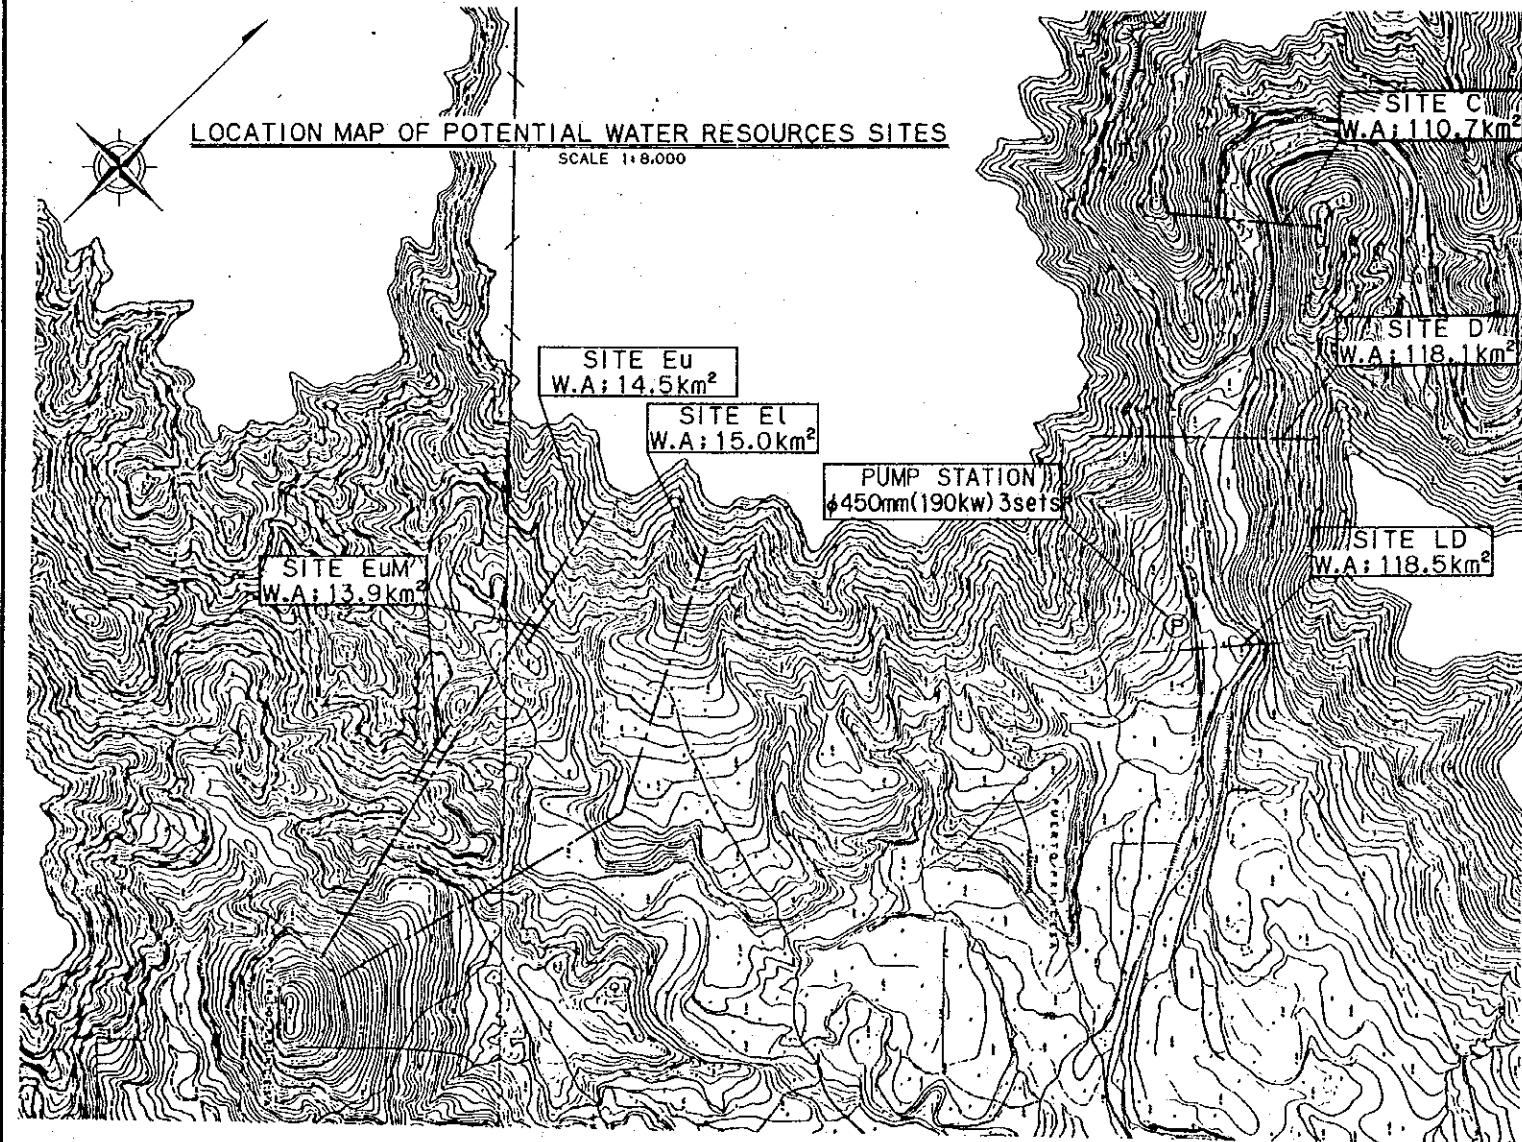 LOCATION MAP OF POTENTIAL WATER RESOURCES SITES
SCALE 1:8,000
SITE C
W.A; 110.7km²
SITE D
W.A; 118.1km²
SITE Eu
W.A; 14.5km²
SITE El
W.A; 15.0km²
PUMP STATION
φ450mm(190kw)3sets
SITE LD
W.A; 118.5km²
SITE EuM
W.A; 13.9km²
P